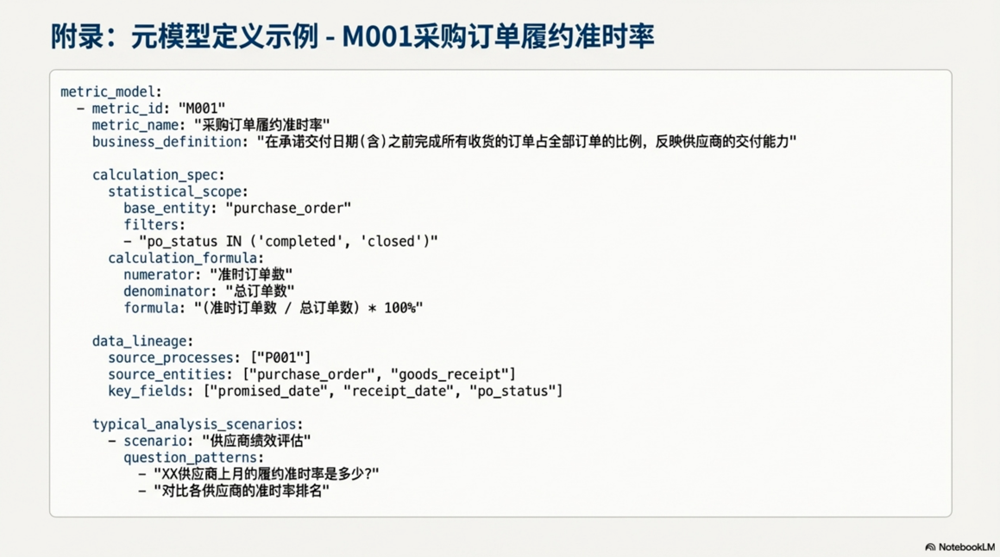 附录：元模型定义示例 - M001采购订单履约准时率
metric_model:
– metric_id: "M001"
metric_name: "采购订单履约准时率"
business_definition: "在承诺交付日期(含)之前完成所有收货的订单占全部订单的比例，反映供应商的交付能力"
calculation_spec:
statistical_scope:
base_entity: "purchase_order"
filters:
– "po_status IN ('completed', 'closed')"
calculation_formula:
numerator: "准时订单数"
denominator: "总订单数"
formula: "(准时订单数 / 总订单数) * 100%"
data_lineage:
source_processes: ["P001"]
source_entities: ["purchase_order", "goods_receipt"]
key_fields: ["promised_date", "receipt_date", "po_status"]
typical_analysis_scenarios:
– scenario: "供应商绩效评估"
question_patterns:
– "XX供应商上月的履约准时率是多少?"
– "对比各供应商的准时率排名"
NotebookLM